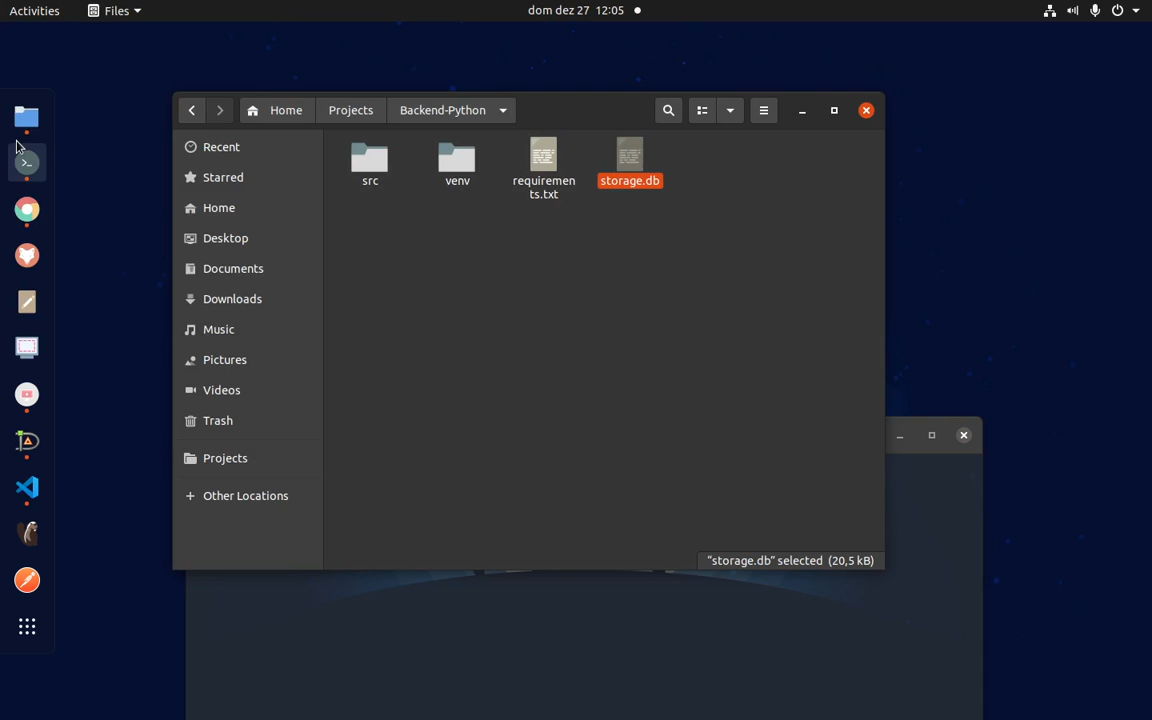 Activities Files dom dez 27 12:05
Home Projects Backend-Python
Recent
Starred
Home
Desktop
Documents
Downloads
Music
Pictures
Videos
Trash
Projects
Other Locations
src venv requiremen storage.db
ts.txt
"storage.db" selected (20,5 kB)